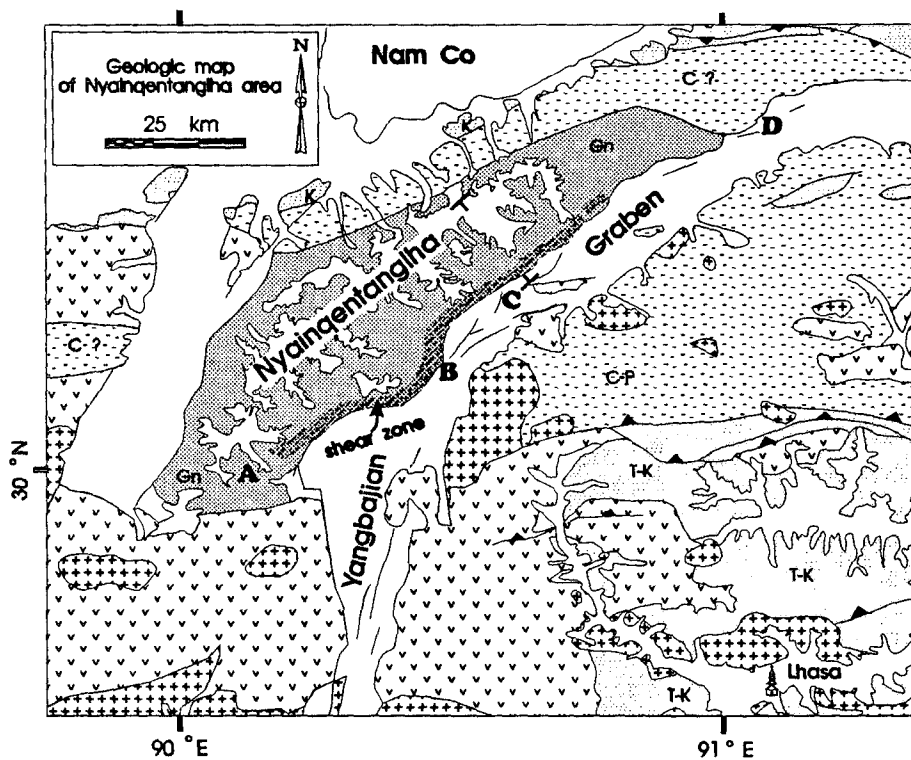 90 °E
91 °E
30 °N
Geologic map
of Nyainqentanglha area
25 km
N
Nam Co
C ?
K
K
Gn
D
Nyainqentanglha
Graben
C
C ?
B
C-P
shear zone
Gn
A
T-K
Yangbajian
T-K
Lhasa
T-K